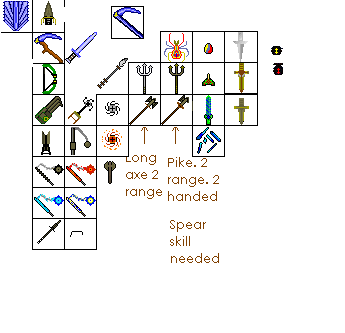 Long
axe 2
range
Pike. 2
range. 2
handed
Spear
skill
needed